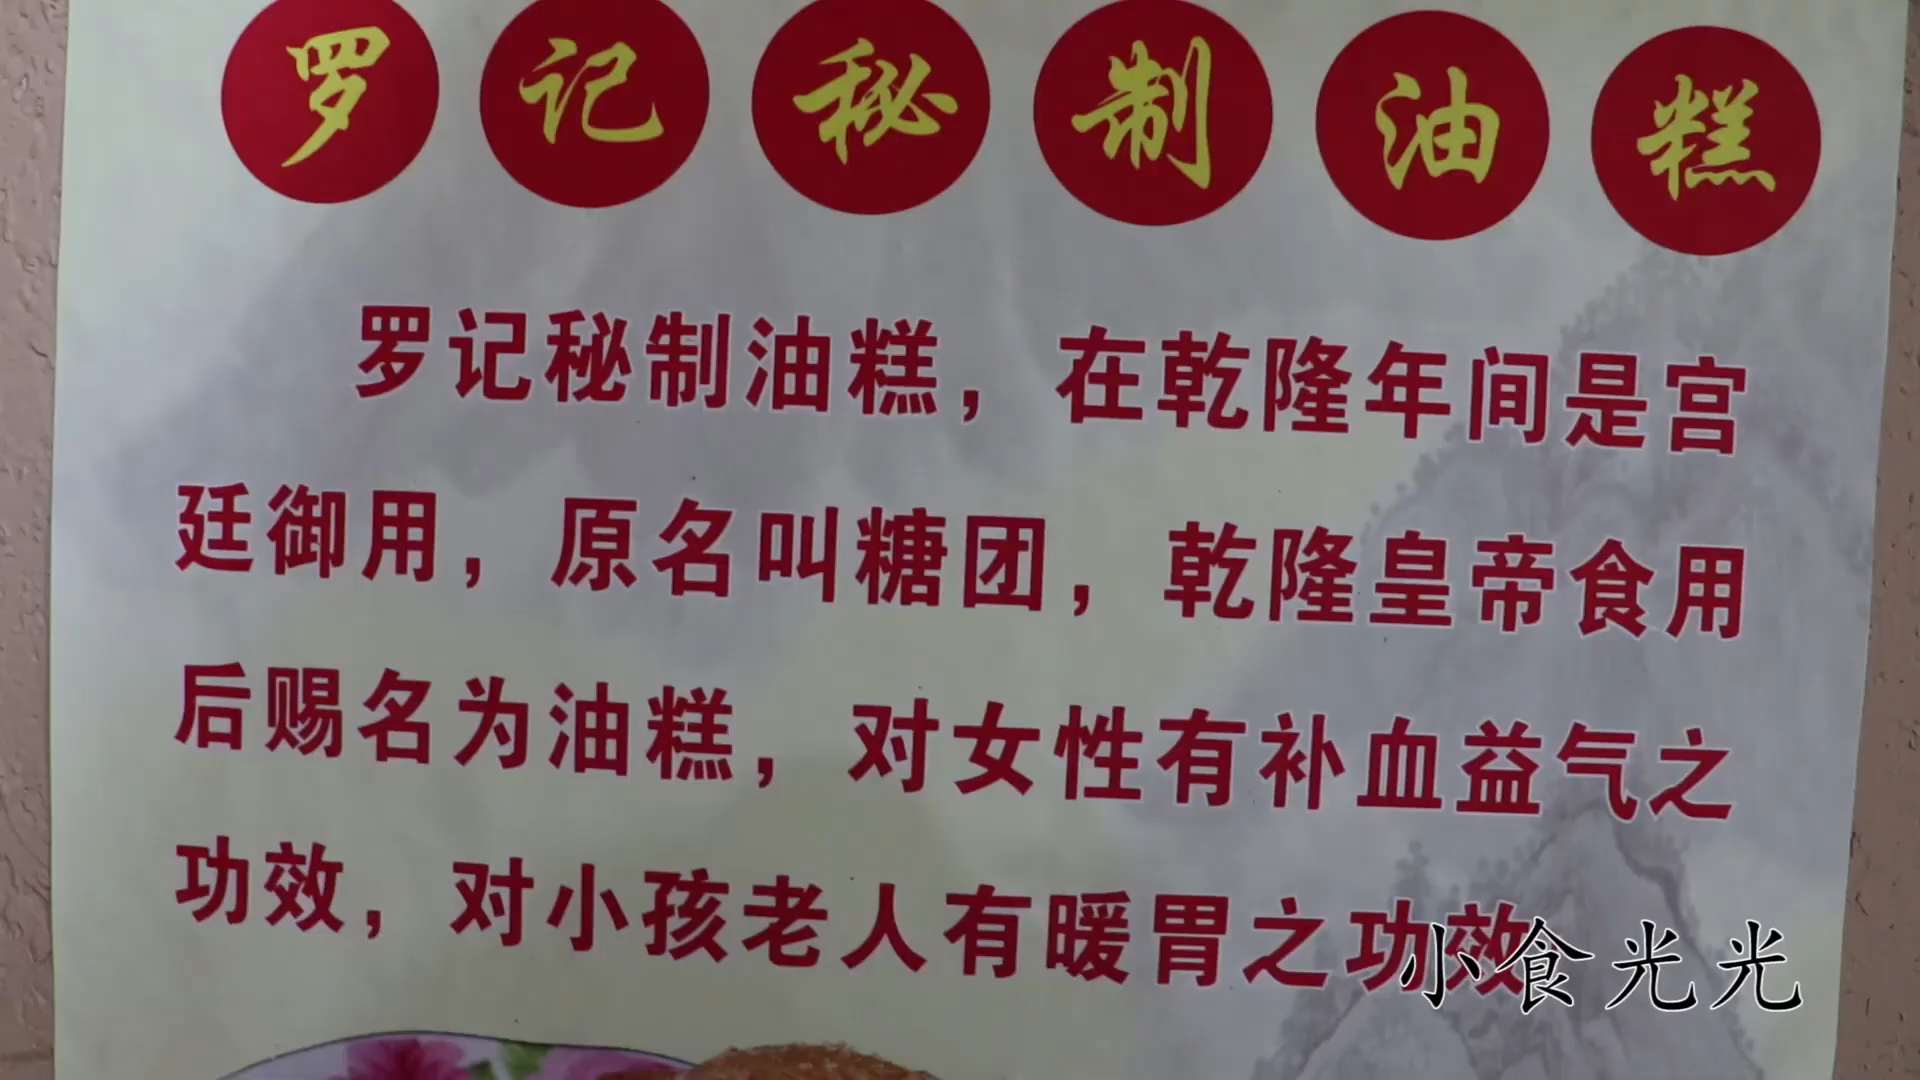 罗记秘制油糕
罗记秘制油糕，在乾隆年间是宫
廷御用，原名叫糖团，乾隆皇帝食用
后赐名为油糕，对女性有补血益气之
功效，对小孩老人有暖胃之功效
小食光光